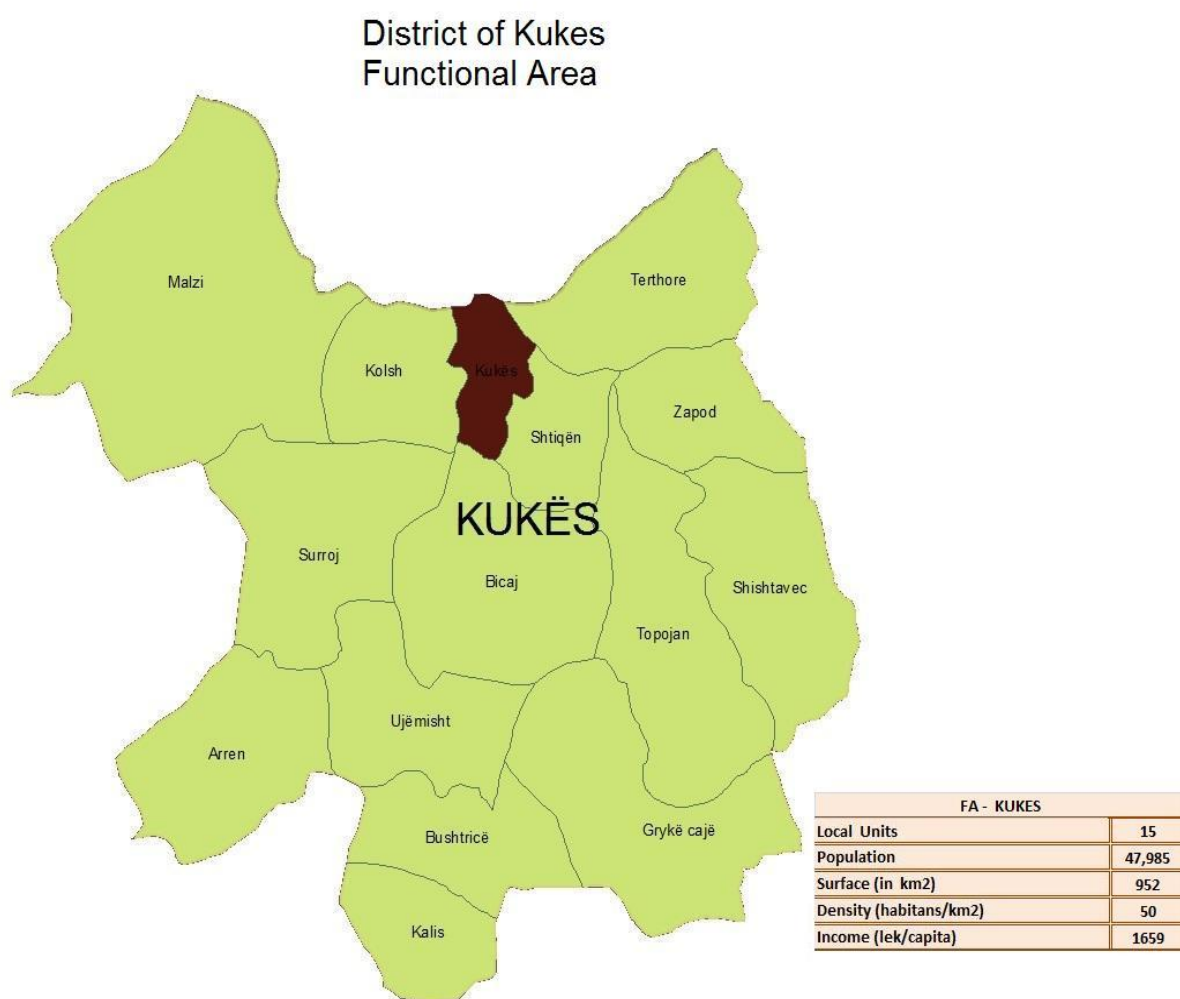 District of Kukes
Functional Area
Malzi
Terthore
Kolsh
Kukës
Zapod
Shtiqën
KUKËS
Surroj
Bicaj
Shishtavec
Topojan
Ujëmisht
Arren
Bushtricë
Grykë cajë
Kalis
FA - KUKES
Local Units 15
Population 47,985
Surface (in km2) 952
Density (habitans/km2) 50
Income (lek/capita) 1659